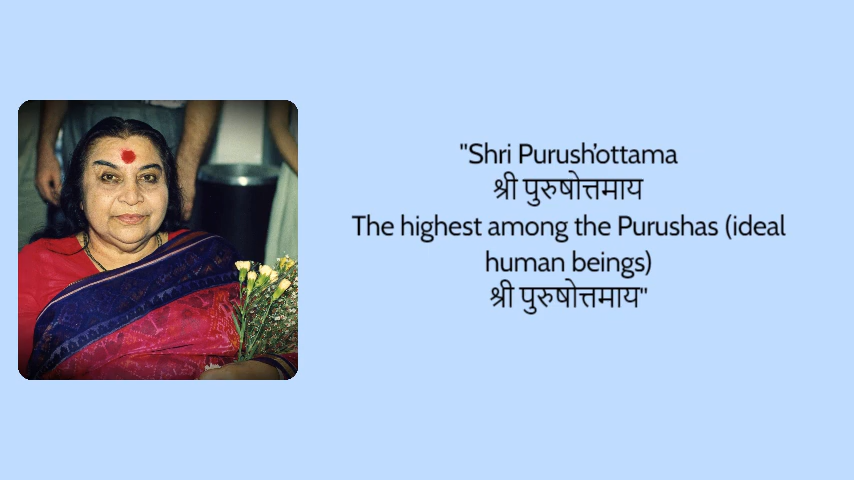 "Shri Purush'ottama
श्री पुरुषोत्तमाय
The highest among the Purushas (ideal
human beings)
श्री पुरुषोत्तमाय"